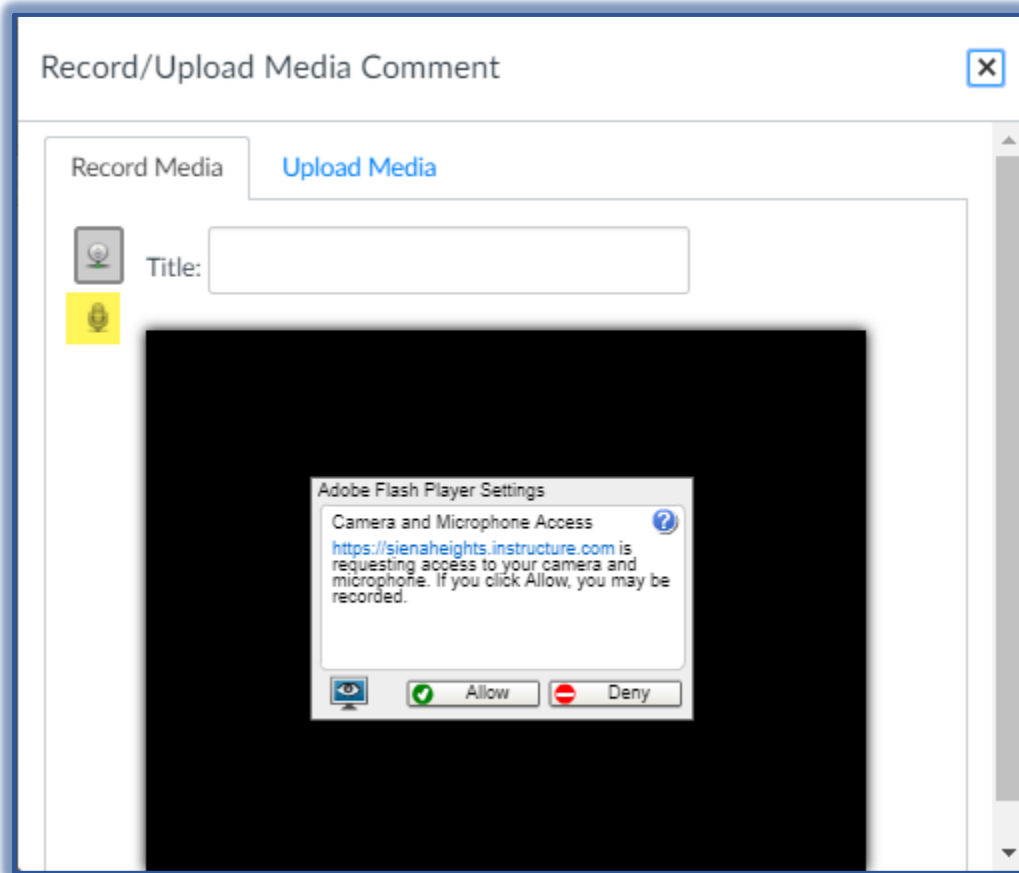 Record/Upload Media Comment
Record Media
Upload Media
Title:
Adobe Flash Player Settings
Camera and Microphone Access
https://sienaheights.instructure.com is
requesting access to your camera and
microphone. If you click Allow, you may be
recorded.
Allow
Deny